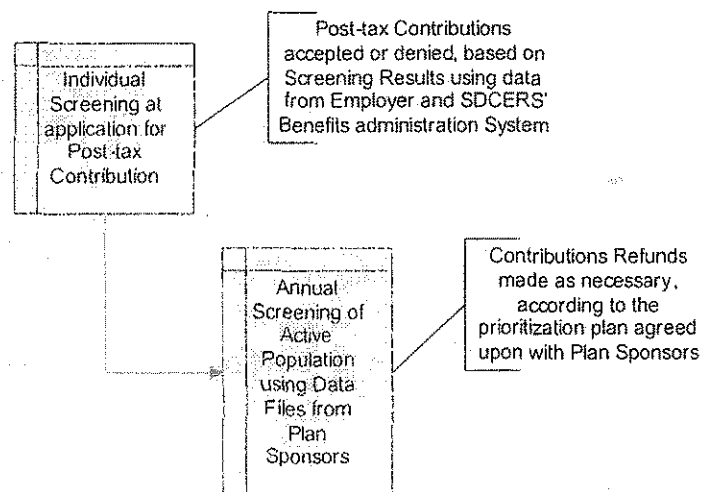 Individual
Screening at
application for
Post-tax
Contribution
Post-tax Contributions
accepted or denied, based on
Screening Results using data
from Employer and SDCERS'
Benefits administration System
Annual
Screening of
Active
Population
using Data
Files from
Plan
Sponsors
Contributions Refunds
made as necessary,
according to the
prioritization plan agreed
upon with Plan Sponsors